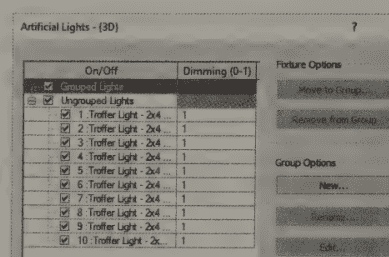 Artificial Lights - (3D) ?
On/Off Dimming (0-1)
Grouped Lights
Ungrouped Lights
1 :Troffer Light - 2x4 ... 1
2 :Troffer Light - 2x4 ... 1
3 :Troffer Light - 2x4 ... 1
4 :Troffer Light - 2x4 ... 1
5 :Troffer Light - 2x4 ... 1
6 :Troffer Light - 2x4 ... 1
7 :Troffer Light - 2x4 ... 1
8 :Troffer Light - 2x4 ... 1
9 :Troffer Light - 2x4 ... 1
10 :Troffer Light - 2x... 1
Fixture Options
Move to Group...
Remove from Group
Group Options
New...
Rename...
Edit...